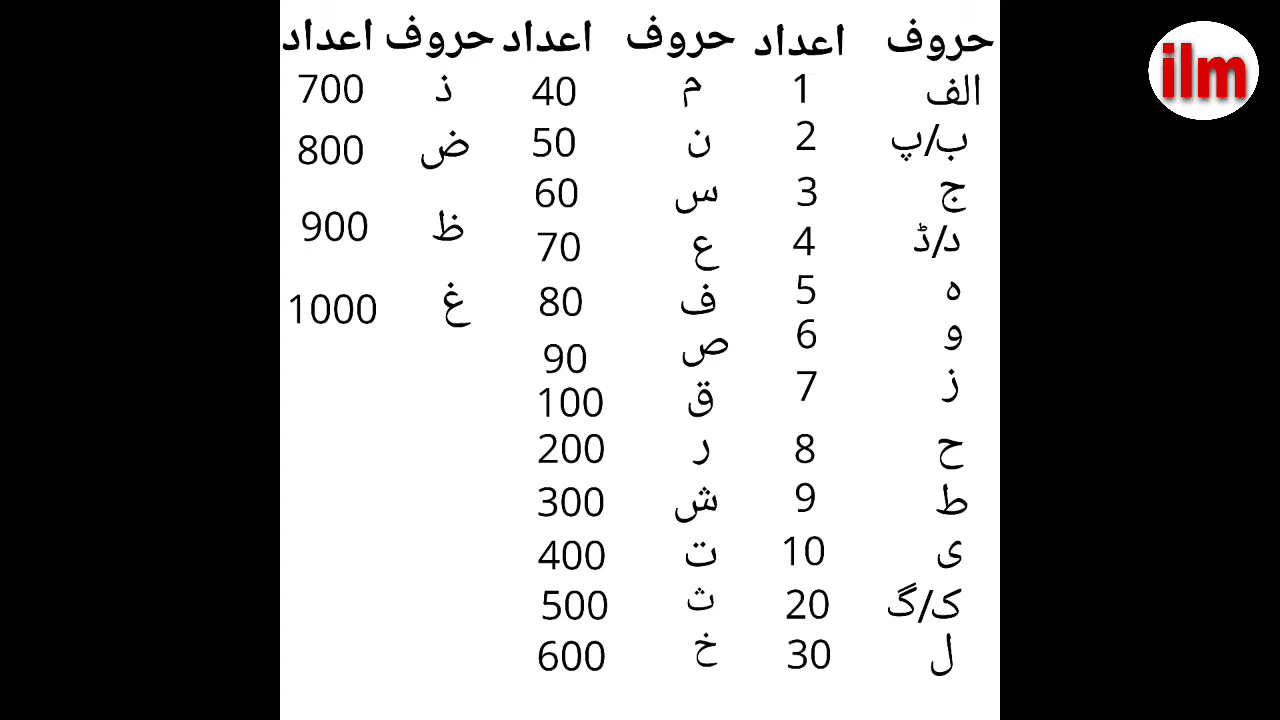 حروف اعداد حروف اعداد حروف اعداد
الف 1 م 40 ذ 700
ب/پ 2 ن 50 ض 800
ج 3 س 60 ظ 900
د/ڈ 4 ع 70 غ 1000
ہ 5 ف 80
و 6 ص 90
ز 7 ق 100
ح 8 ر 200
ط 9 ش 300
ی 10 ت 400
ک/گ 20 ث 500
ل 30 خ 600
ilm